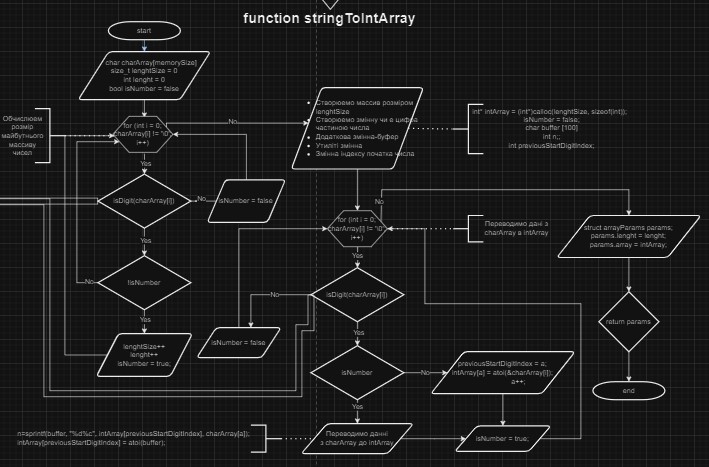 function stringToIntArray
start
char charArray[memorySize]
size_t lenghtSize = 0
int lenght = 0
bool isNumber = false
Обчислюєм
розмір
майбутнього
массиву
чисел
for (int i = 0;
charArray[i] != '\0';
i++)
No
Yes
isDigit(charArray[i])
No
isNumber = false
Yes
!isNumber
No
Yes
lenghtSize++
lenght++
isNumber = true;
Створюємо массив розміром
lenghtSize
Створюємо змінну чи є цифра
частиною числа
Додаткова змінна-буфер
Утиліті змінна
Змінна індексу початка числа
int* intArray = (int*)calloc(lenghtSize, sizeof(int));
isNumber = false;
char buffer [100]
int n;;
int previousStartDigitIndex;
for (int i = 0;
charArray[i] != '\0';
i++)
No
Переводимо дані з
charArray в intArray
struct arrayParams params;
params.lenght = lenght;
params.array = intArray;
Yes
isDigit(charArray[i])
No
isNumber = false
Yes
isNumber
No
previousStartDigitIndex = a;
intArray[a] = atoi(&charArray[i]);
a++;
return params
end
Yes
n=sprintf(buffer, "%d%c", intArray[previousStartDigitIndex], charArray[a]);
intArray[previousStartDigitIndex] = atoi(buffer);
Переводимо данні
з charArray до intArray
isNumber = true;